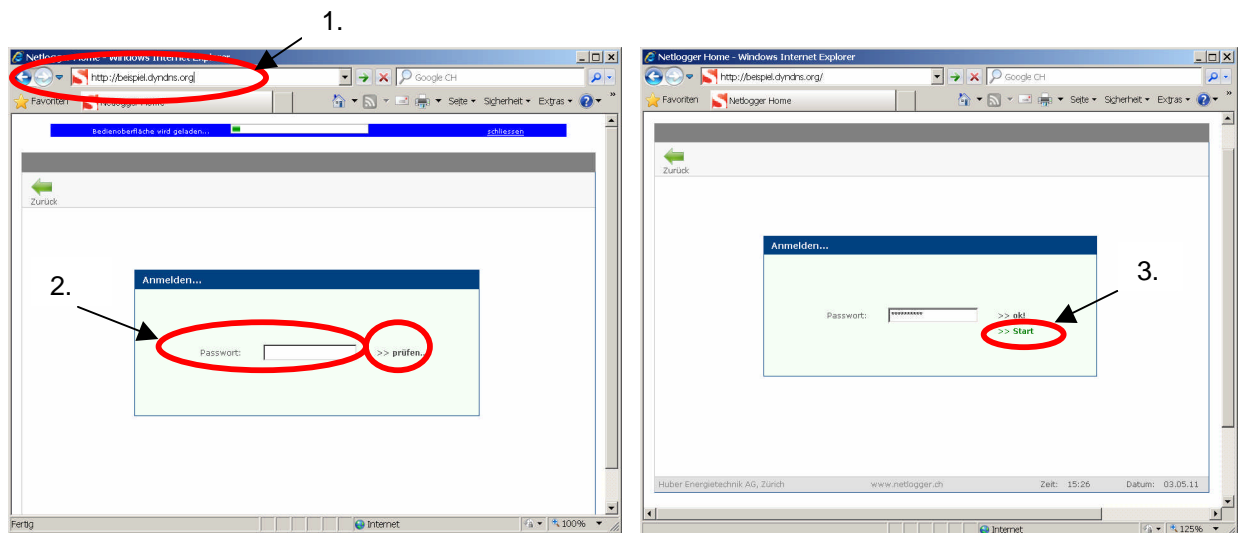 1.
Netlogger Home - Windows Internet Explorer
http://beispiel.dyndns.org
Google CH
Favoriten
Netlogger Home
Seite
Sicherheit
Extras
Bedienoberfläche wird geladen...
schliessen
Zurück
2.
Anmelden...
Passwort:
>> prüfen...
Fertig
Internet
100%
Netlogger Home - Windows Internet Explorer
http://beispiel.dyndns.org/
Google CH
Favoriten
Netlogger Home
Seite
Sicherheit
Extras
Zurück
Anmelden...
3.
Passwort: **********
>> ok!
>> Start
Huber Energietechnik AG, Zürich www.netlogger.ch Zeit: 15:26 Datum: 03.05.11
Internet
125%